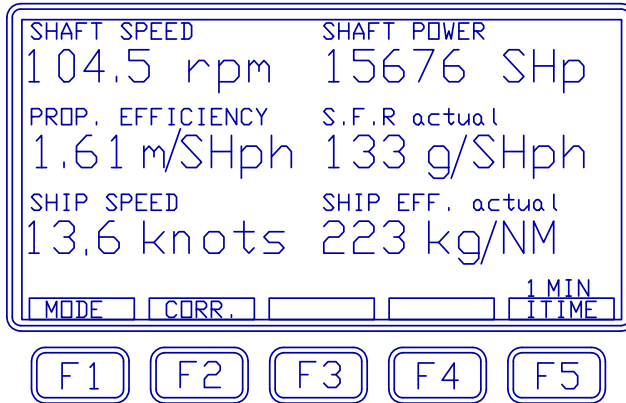 SHAFT SPEED SHAFT POWER
104.5 rpm 15676 SHp
PROP. EFFICIENCY S.F.R actual
1.61 m/SHph 133 g/SHph
SHIP SPEED SHIP EFF. actual
13.6 knots 223 kg/NM
1 MIN
MODE CORR. ITIME
F1 F2 F3 F4 F5